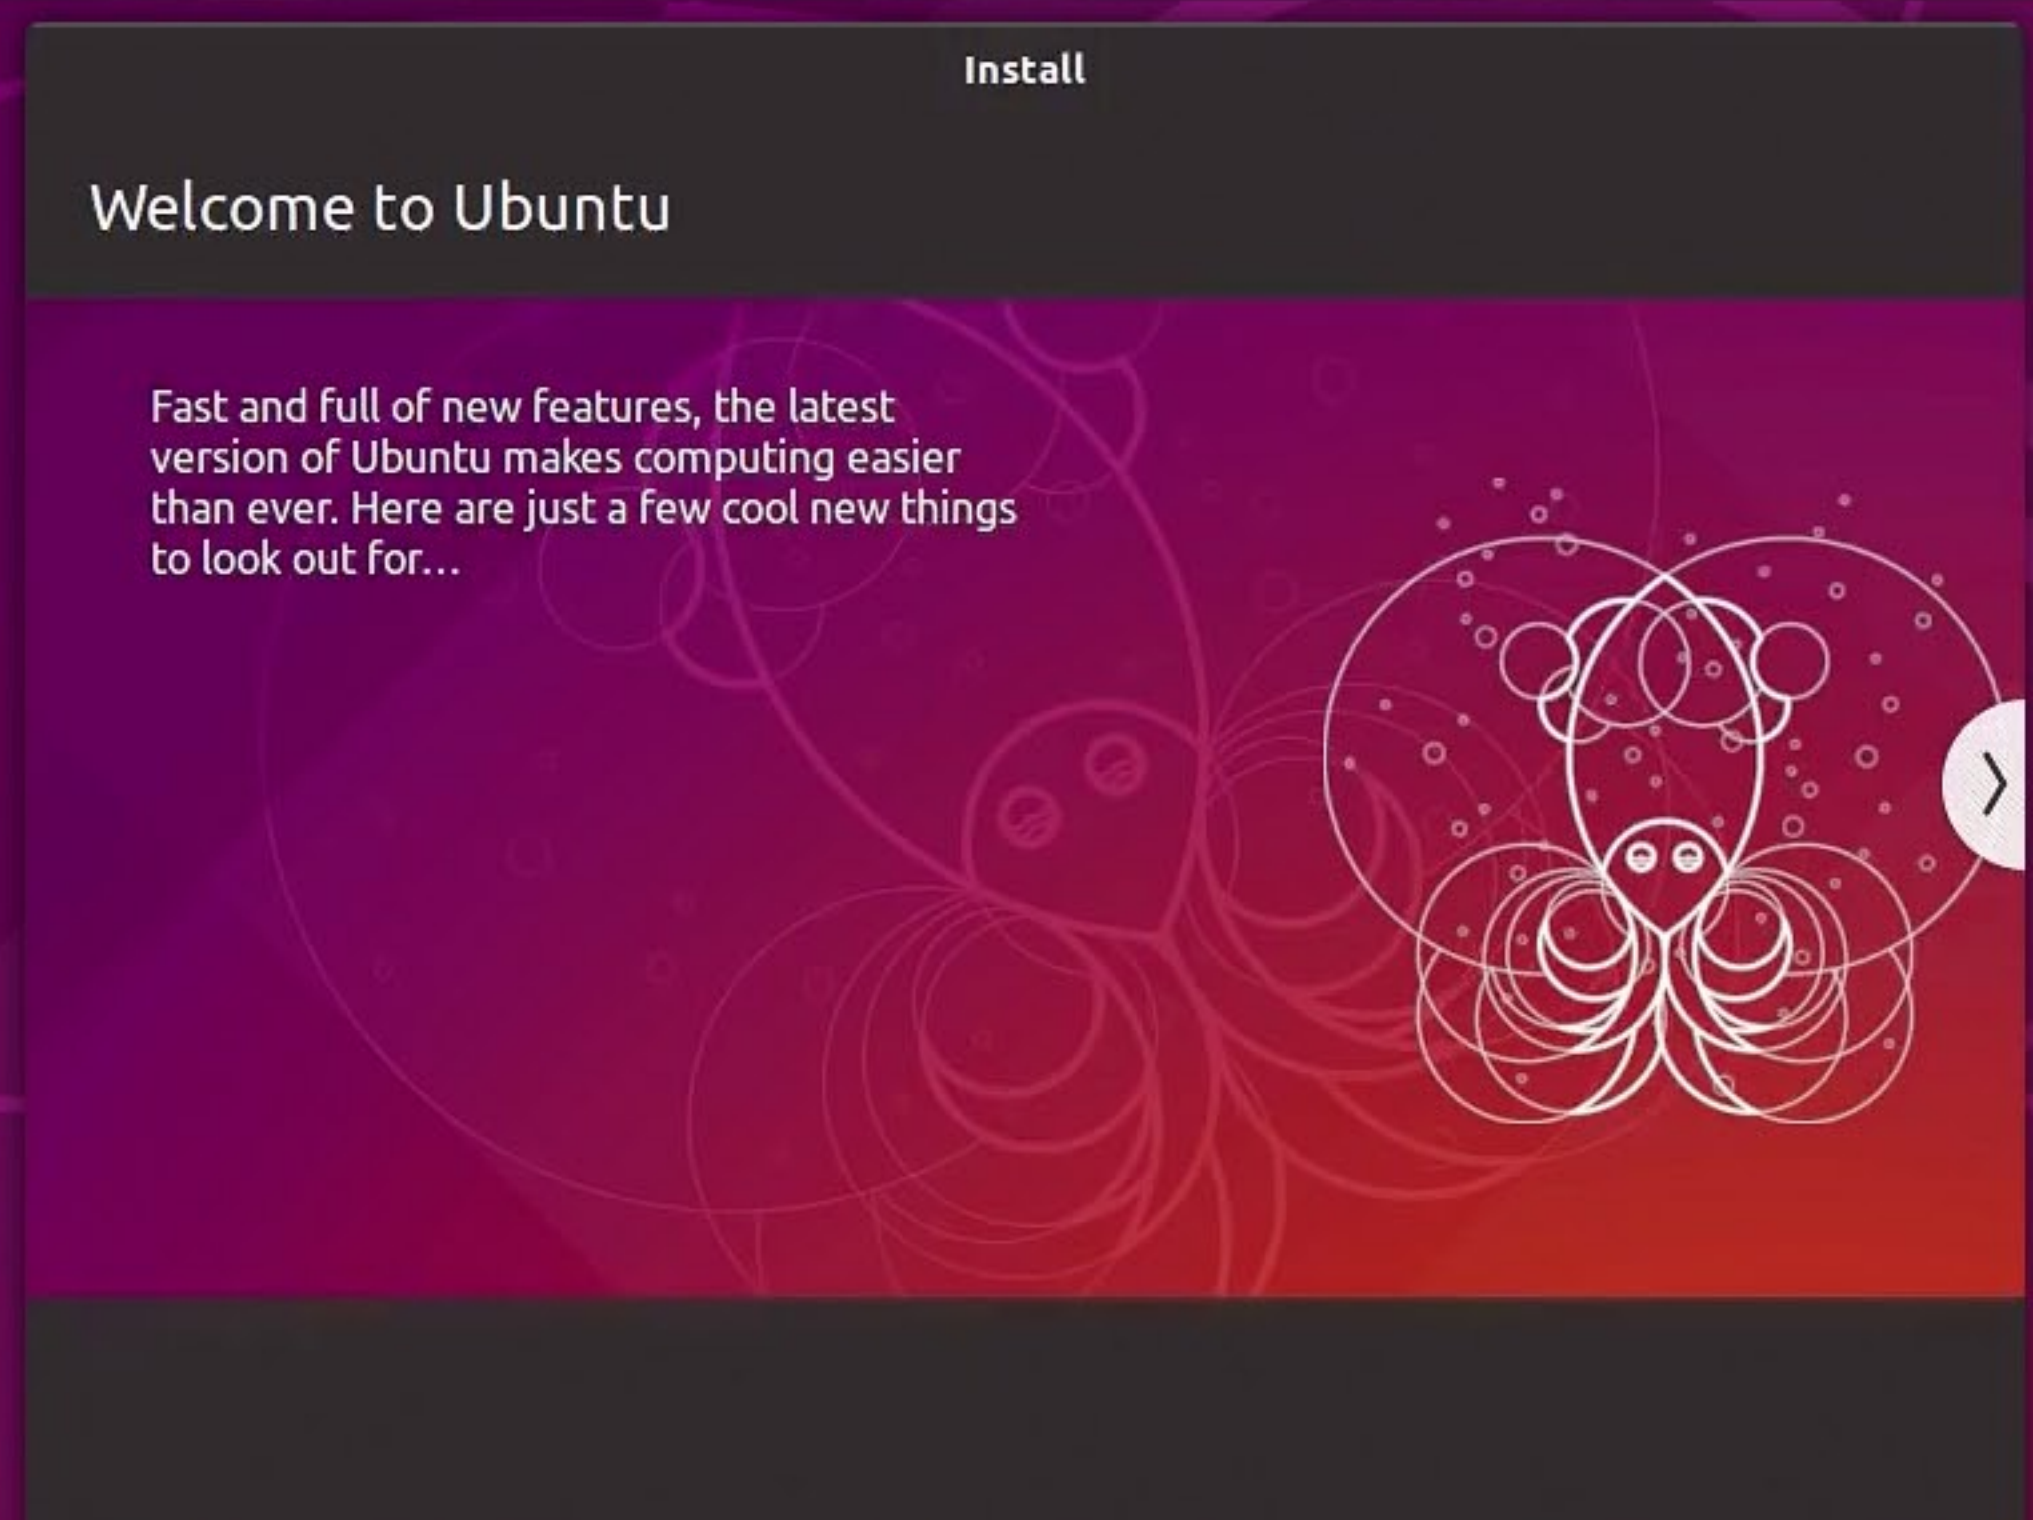 Install
Welcome to Ubuntu
Fast and full of new features, the latest
version of Ubuntu makes computing easier
than ever. Here are just a few cool new things
to look out for...